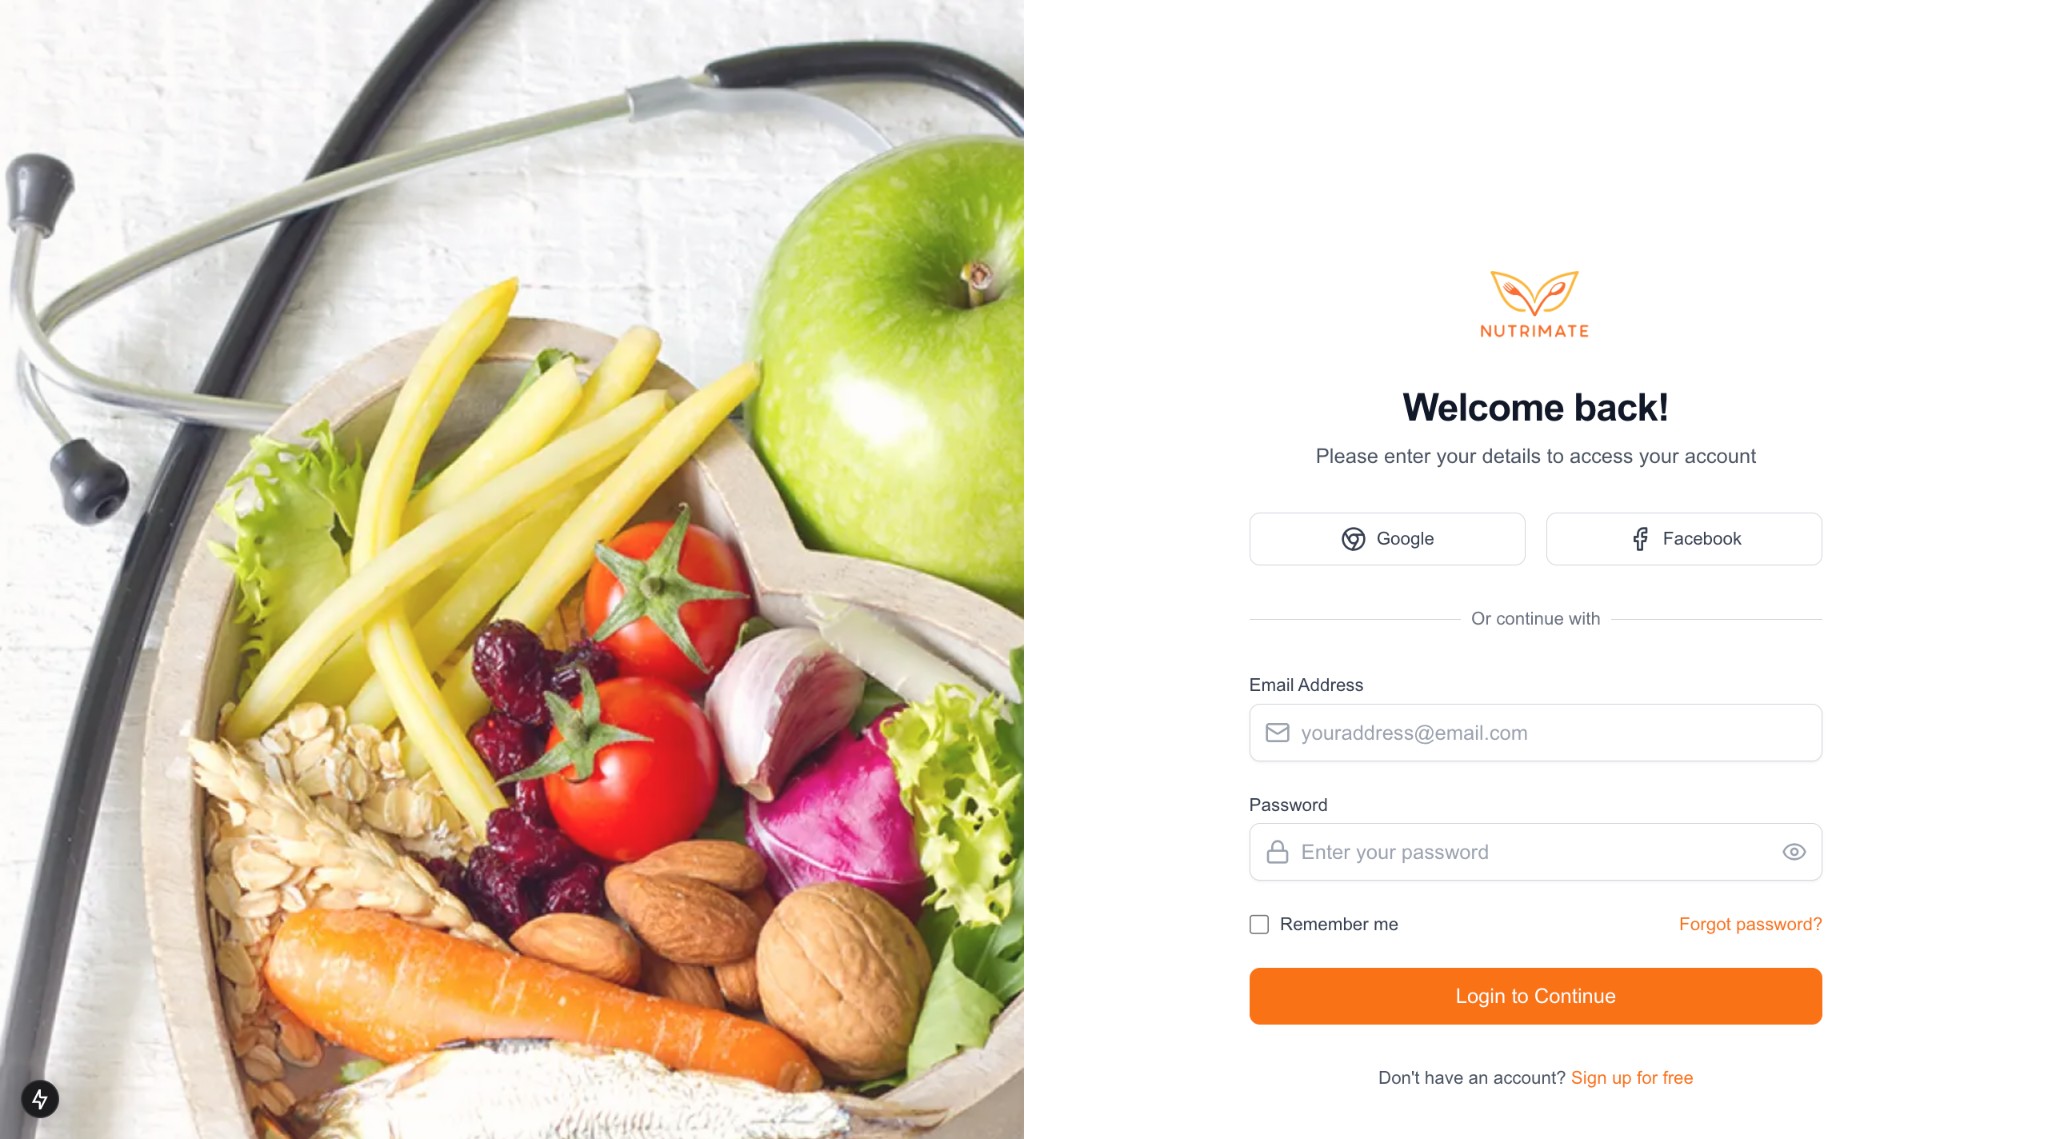 NUTRIMATE
Welcome back!
Please enter your details to access your account
Google
Facebook
Or continue with
Email Address
youraddress@email.com
Password
Enter your password
Remember me
Forgot password?
Login to Continue
Don't have an account? Sign up for free